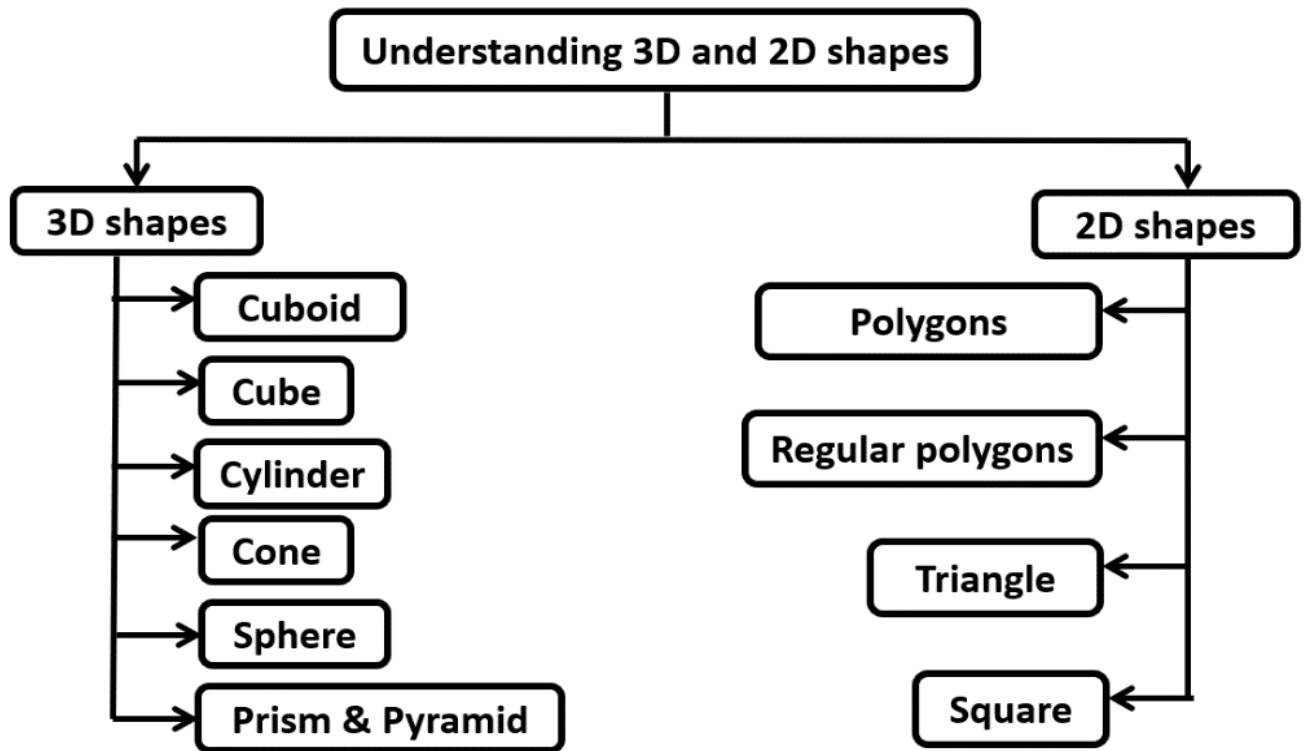 Understanding 3D and 2D shapes
3D shapes
Cuboid
Cube
Cylinder
Cone
Sphere
Prism & Pyramid
2D shapes
Polygons
Regular polygons
Triangle
Square